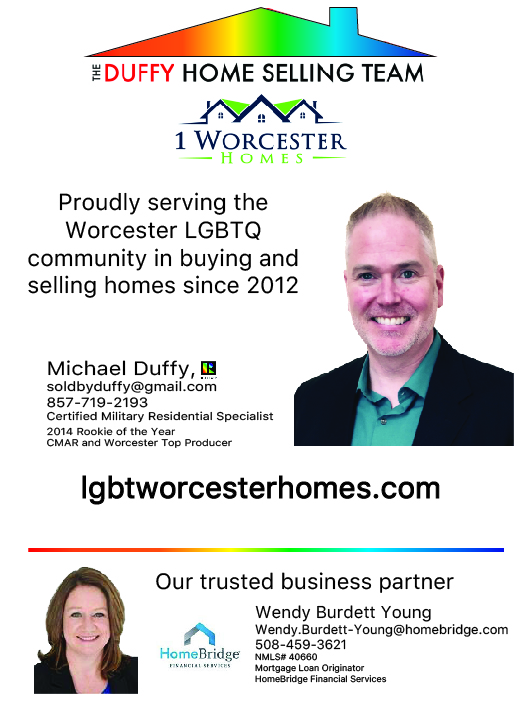 THE DUFFY HOME SELLING TEAM
1 WORCESTER
HOMES
Proudly serving the
Worcester LGBTQ
community in buying and
selling homes since 2012
Michael Duffy,
soldbyduffy@gmail.com
857-719-2193
Certified Military Residential Specialist
2014 Rookie of the Year
CMAR and Worcester Top Producer
lgbtworcesterhomes.com
Our trusted business partner
Wendy Burdett Young
Wendy.Burdett-Young@homebridge.com
508-459-3621
NMLS# 40660
Mortgage Loan Originator
HomeBridge Financial Services
HomeBridge
FINANCIAL SERVICES